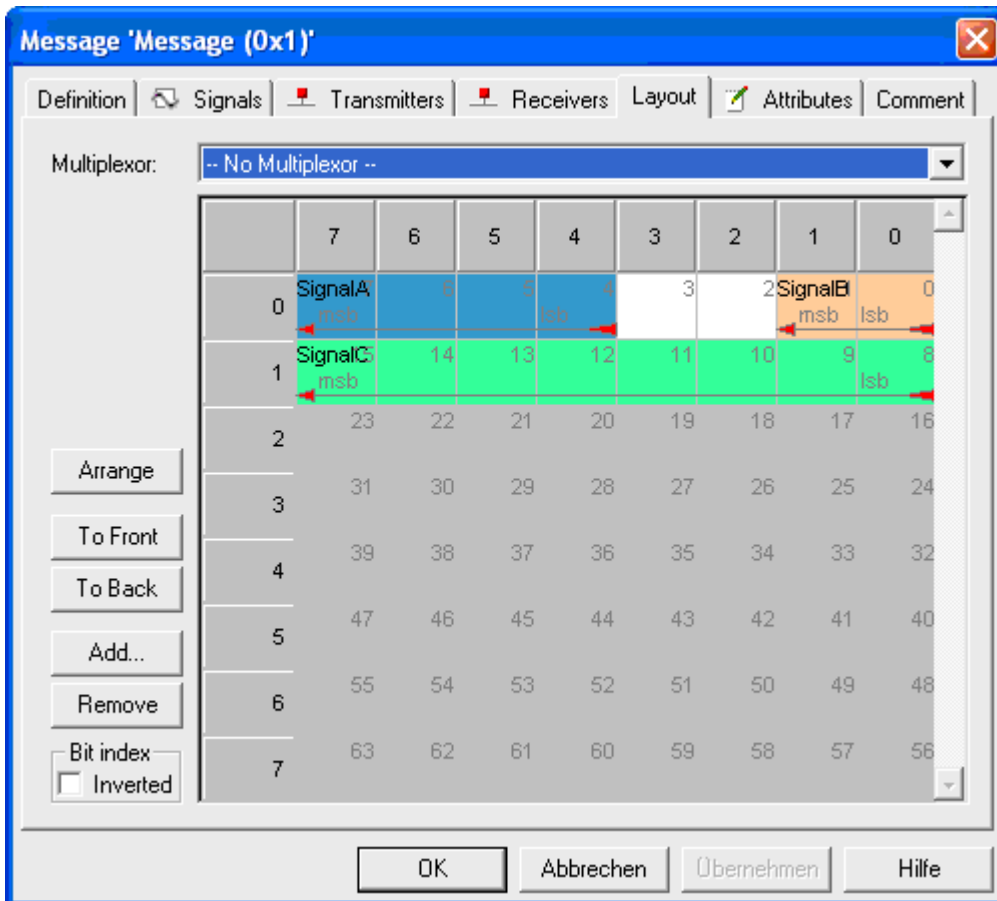 Message 'Message (0x1)'
Definition Signals Transmitters Receivers Layout Attributes Comment
Multiplexor: -- No Multiplexor --
7 6 5 4 3 2 1 0
0 SignalA 6 5 4 3 2 SignalB 0
msb lsb msb lsb
1 SignalC 14 13 12 11 10 9 8
msb lsb
2 23 22 21 20 19 18 17 16
3 31 30 29 28 27 26 25 24
4 39 38 37 36 35 34 33 32
5 47 46 45 44 43 42 41 40
6 55 54 53 52 51 50 49 48
7 63 62 61 60 59 58 57 56
Arrange
To Front
To Back
Add...
Remove
Bit index
Inverted
OK Abbrechen Übernehmen Hilfe